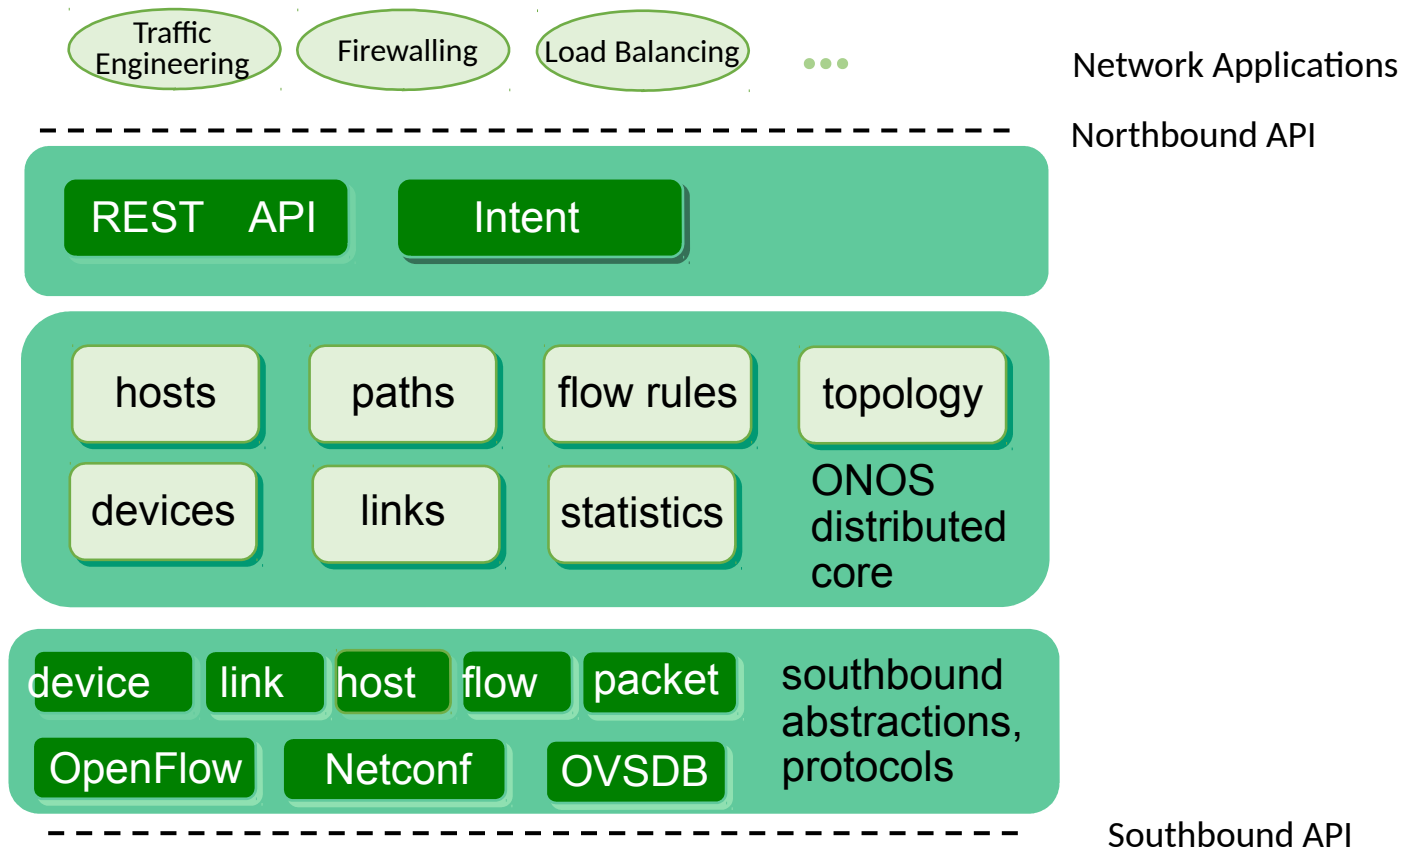 Traffic
Engineering
Firewalling
Load Balancing
Network Applications
Northbound API
REST API
Intent
hosts
paths
flow rules
topology
devices
links
statistics
ONOS
distributed
core
device
link
host
flow
packet
southbound
abstractions,
protocols
OpenFlow
Netconf
OVSDB
Southbound API